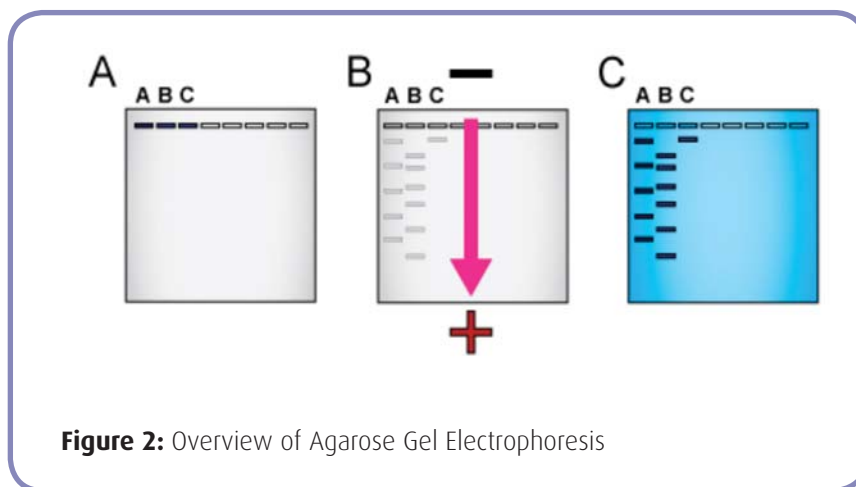 A B C
A B C A B C − A B C
+
Figure 2: Overview of Agarose Gel Electrophoresis